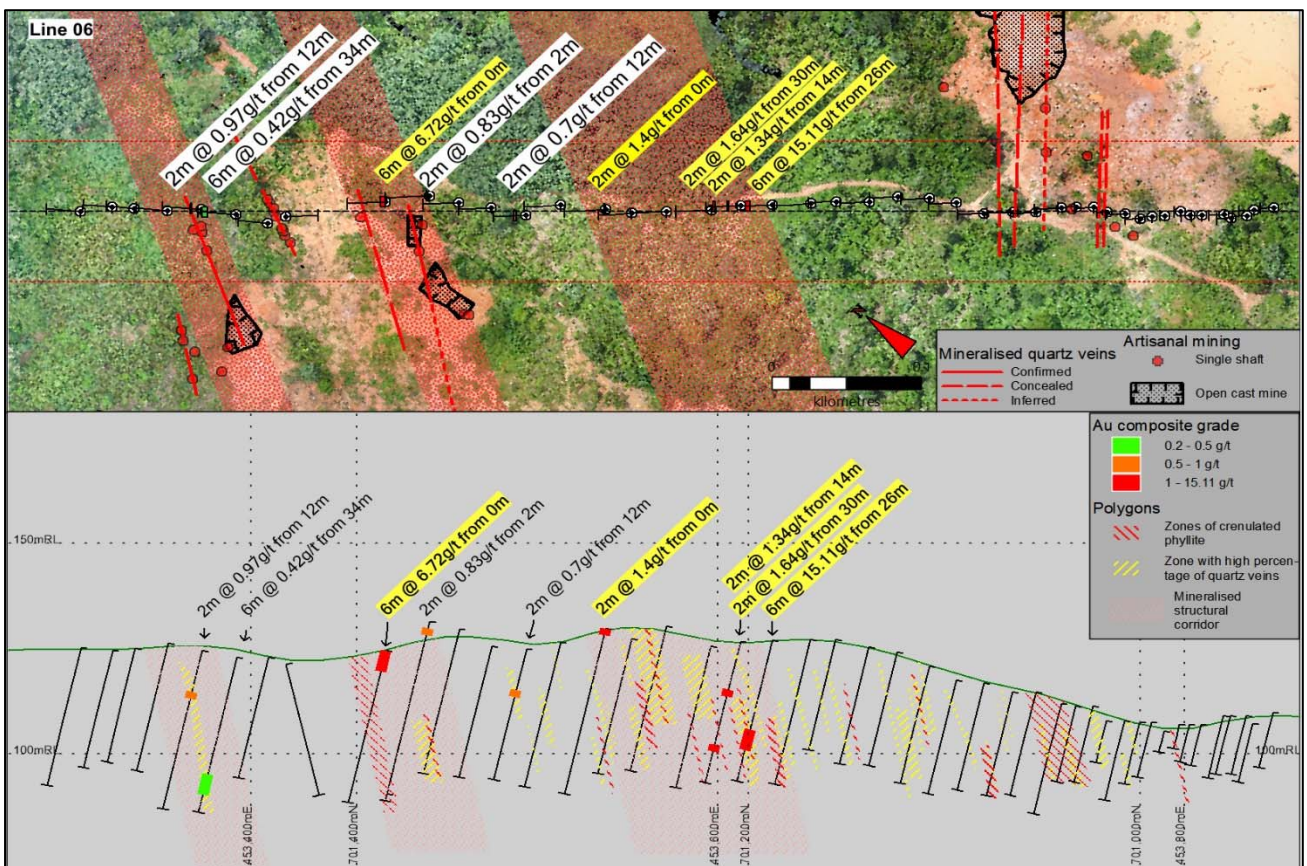 Line 06
2m @ 0.97g/t from 12m
6m @ 0.42g/t from 34m
6m @ 6.72g/t from 0m
2m @ 0.83g/t from 2m
2m @ 0.7g/t from 12m
2m @ 1.4g/t from 0m
2m @ 1.64g/t from 30m
2m @ 1.34g/t from 14m
6m @ 15.11g/t from 26m
0.5
kilometres
Mineralised quartz veins
Confirmed
Concealed
Inferred
Artisanal mining
Single shaft
Open cast mine
Au composite grade
0.2 - 0.5 g/t
0.5 - 1 g/t
1 - 15.11 g/t
Polygons
Zones of crenulated
phyllite
Zone with high percen-
tage of quartz veins
Mineralised
structural
corridor
150mRL
2m @ 0.97g/t from 12m
6m @ 0.42g/t from 34m
6m @ 6.72g/t from 0m
2m @ 0.83g/t from 2m
2m @ 0.7g/t from 12m
2m @ 1.4g/t from 0m
2m @ 1.34g/t from 14m
2m @ 1.64g/t from 30m
6m @ 15.11g/t from 26m
100mRL
100mRL
453.400mE
701.400mN
453.600mE
701.200mN
701.000mN
453.800mE